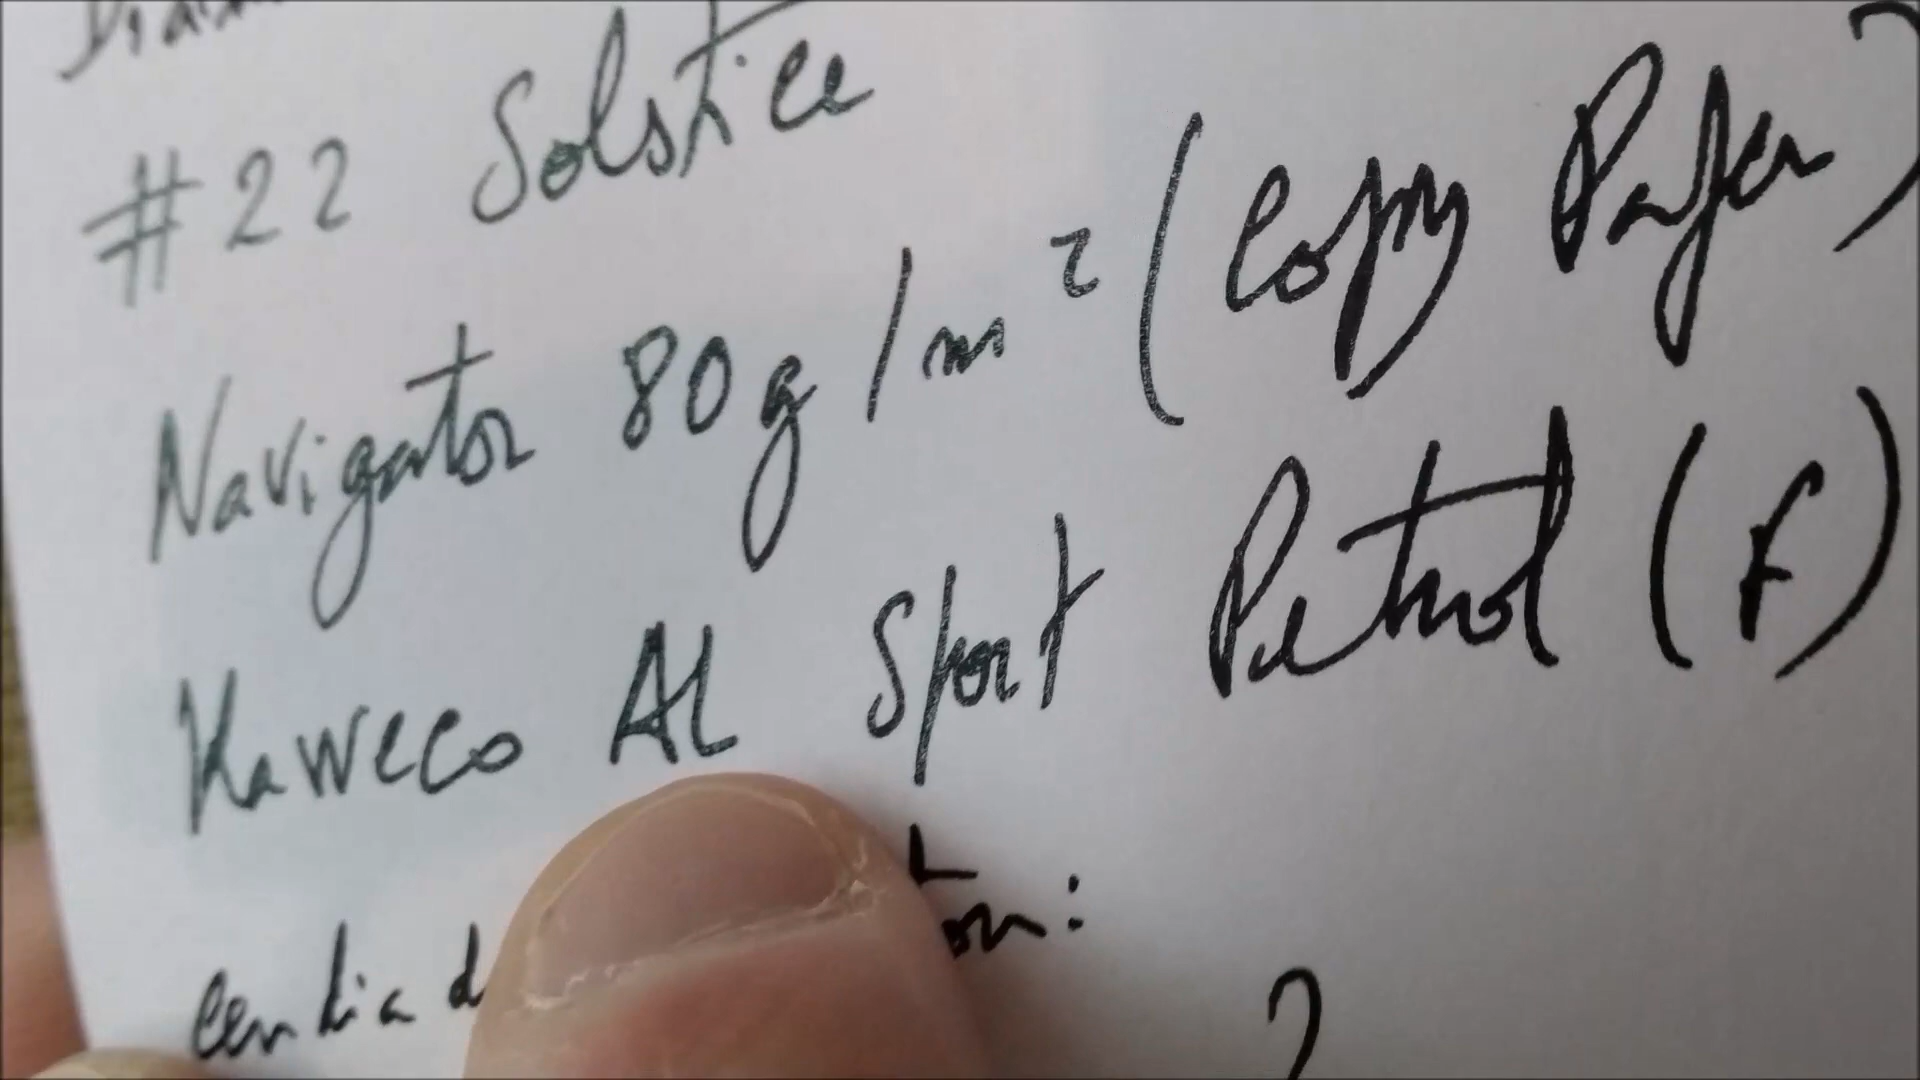 #22 Solstice
Navigator 80g/m² (Copy Paper)
Kaweco AL Sport Petrol (F)